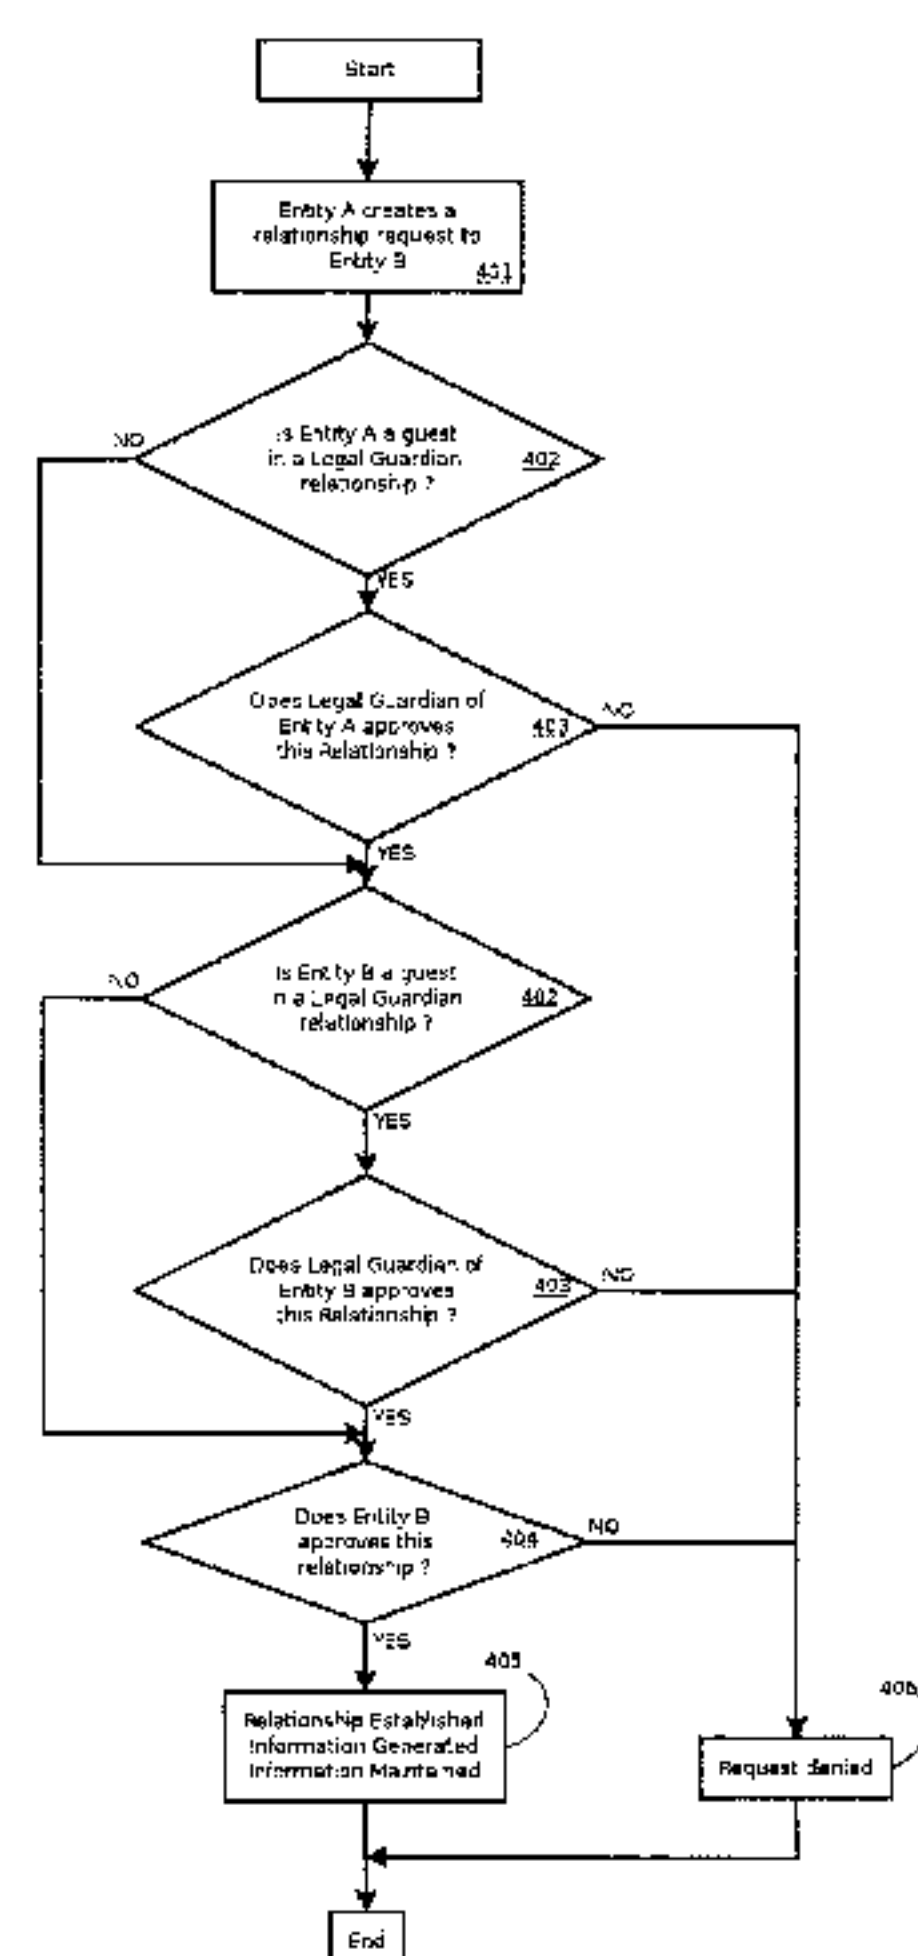 Start
Entity A creates a
relationship request to
Entity B
401
Is Entity A a guest
in a Legal Guardian
relationship ?
402
NO
YES
Does Legal Guardian of
Entity A approves
this Relationship ?
403
NO
YES
Is Entity B a guest
in a Legal Guardian
relationship ?
402
NO
YES
Does Legal Guardian of
Entity B approves
this Relationship ?
403
NO
YES
Does Entity B
approves this
relationship ?
404
NO
YES
405
Relationship Established
Information Generated
Information Maintained
406
Request denied
End